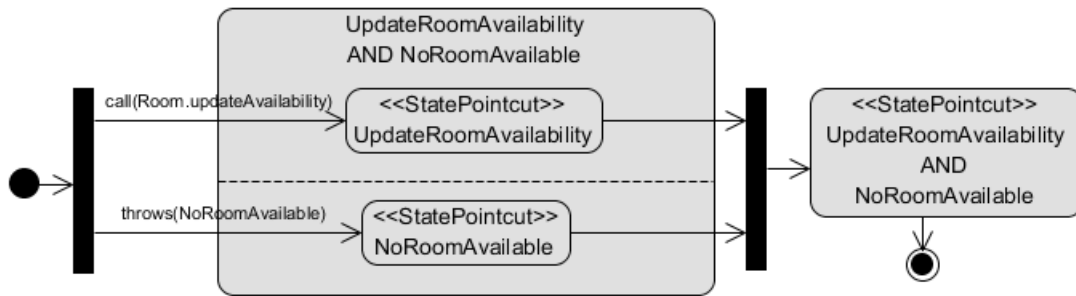 UpdateRoomAvailability
AND NoRoomAvailable
call(Room.updateAvailability)
<<StatePointcut>>
UpdateRoomAvailability
throws(NoRoomAvailable)
<<StatePointcut>>
NoRoomAvailable
<<StatePointcut>>
UpdateRoomAvailability
AND
NoRoomAvailable